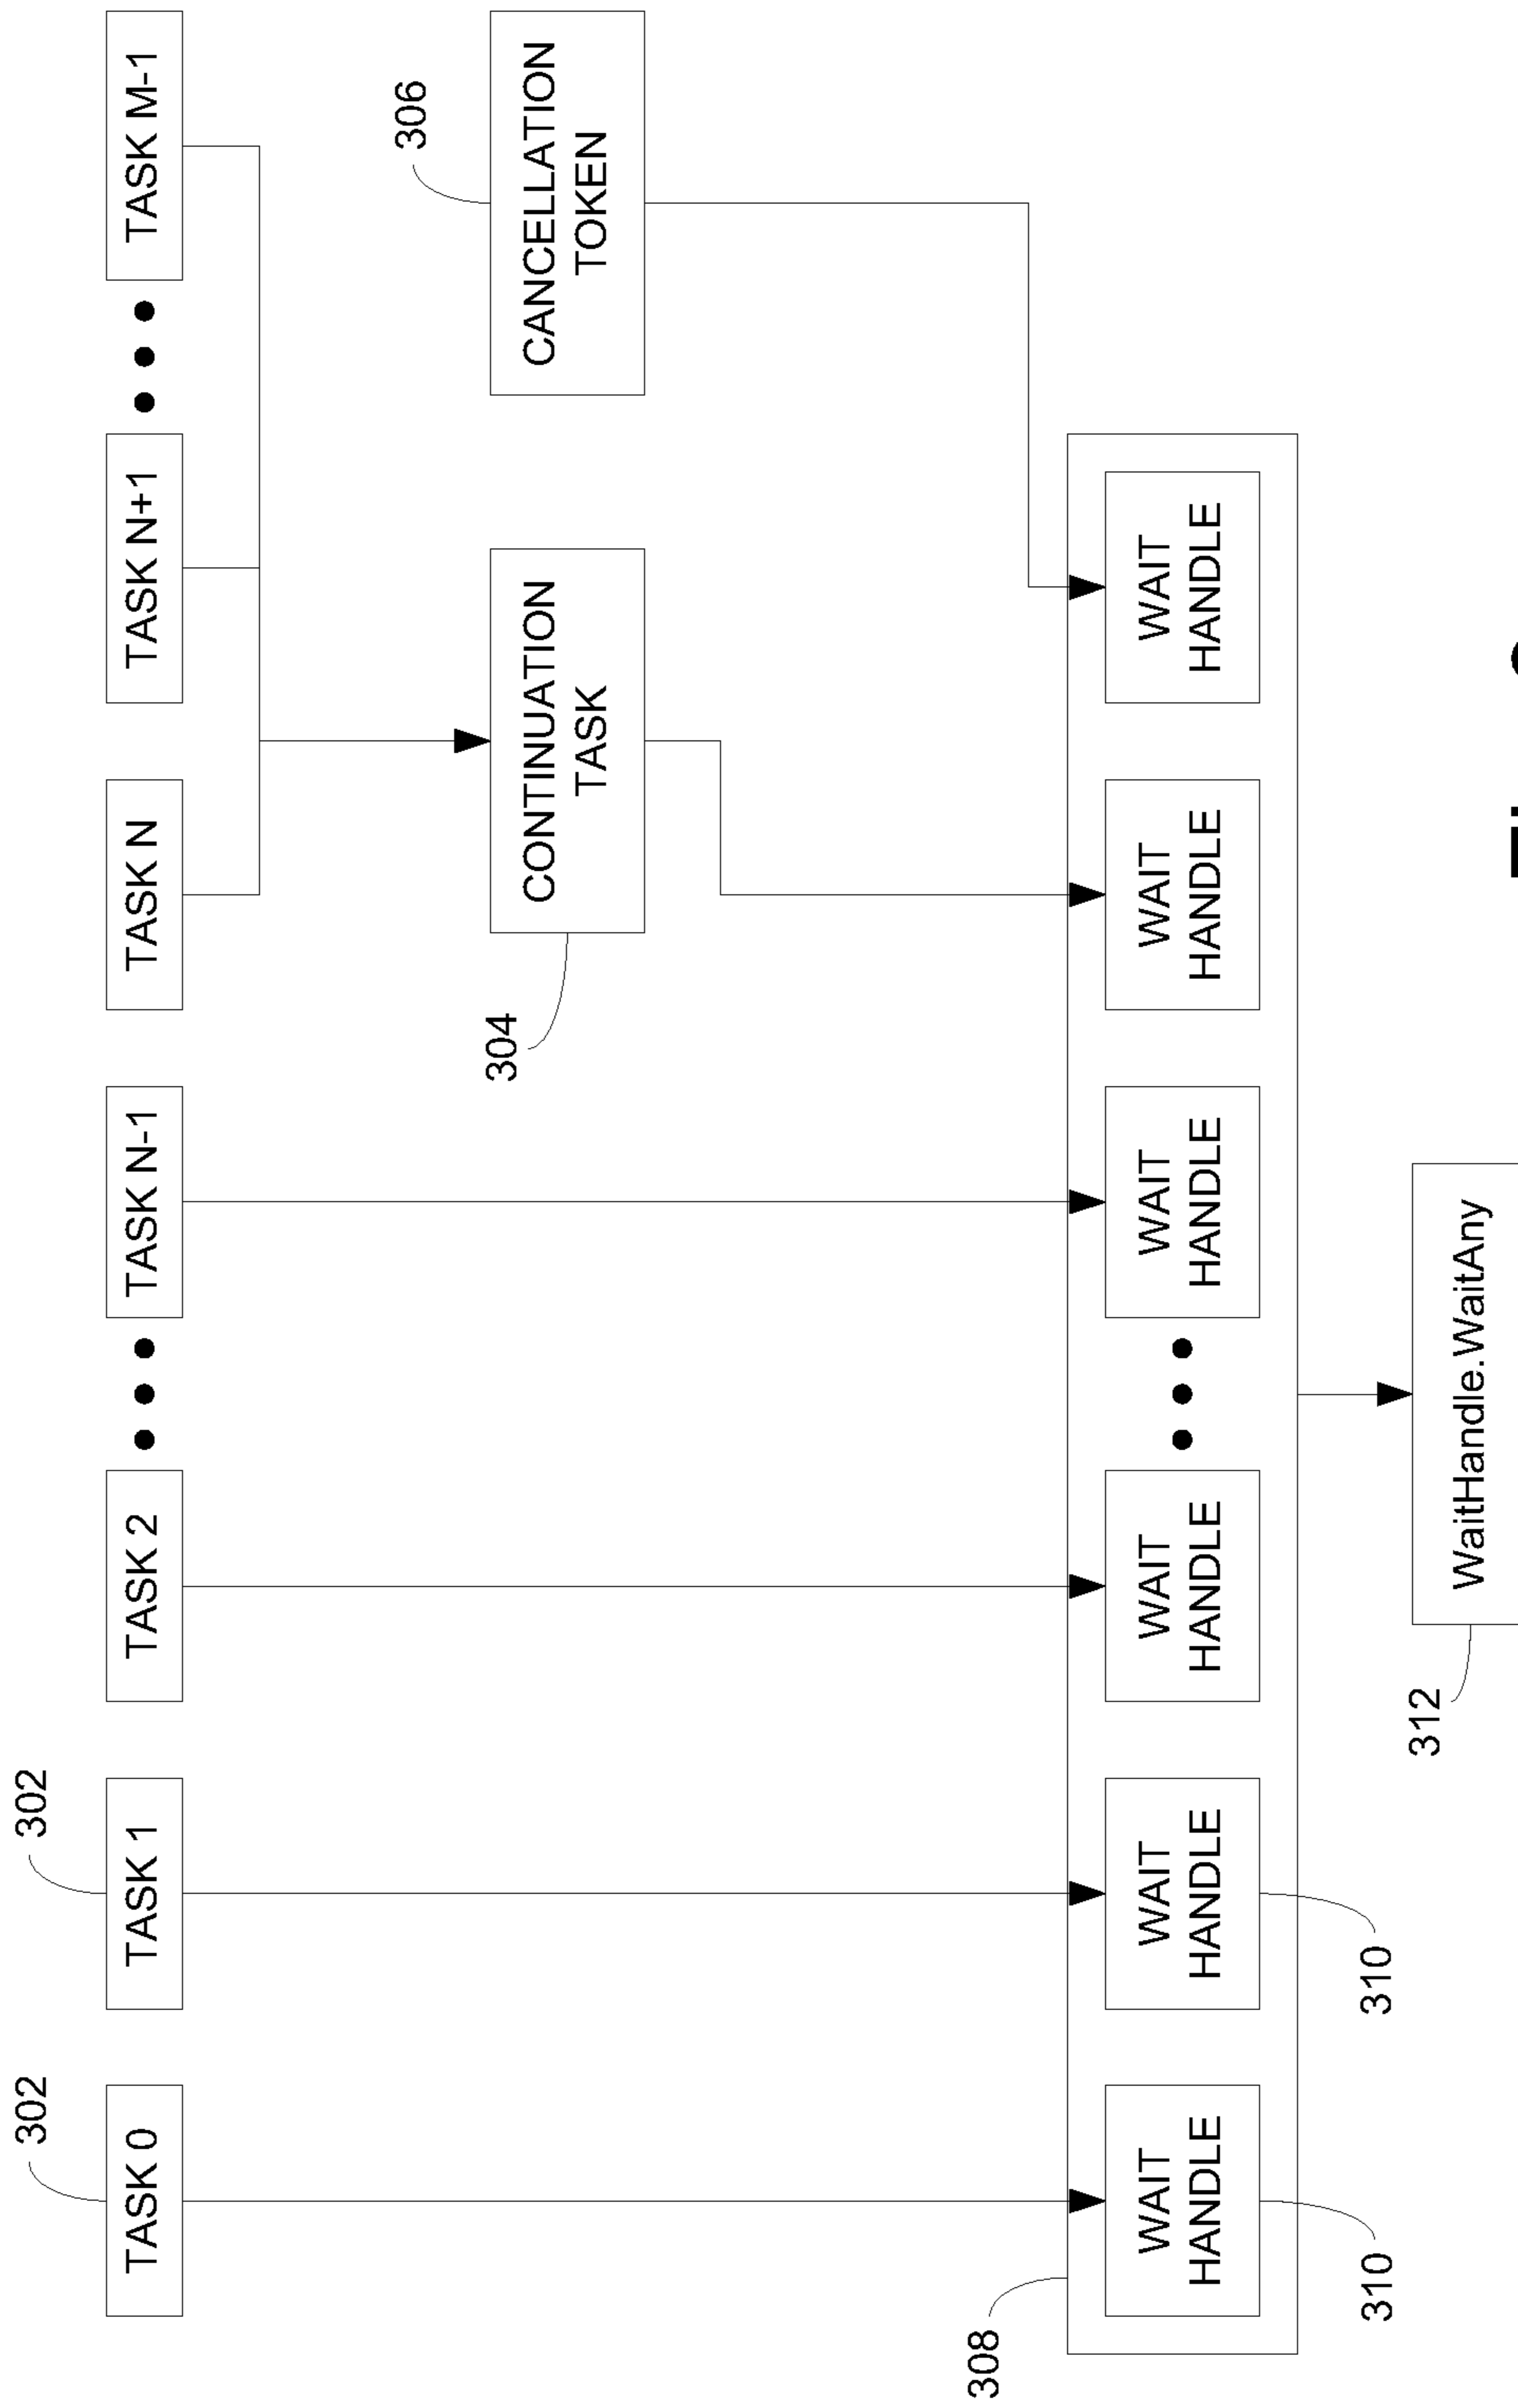 302
302
TASK 0
TASK 1
TASK 2
TASK N-1
TASK N
TASK N+1
TASK M-1
306
304
CONTINUATION
TASK
CANCELLATION
TOKEN
308
WAIT
HANDLE
WAIT
HANDLE
WAIT
HANDLE
WAIT
HANDLE
WAIT
HANDLE
WAIT
HANDLE
310
310
312
WaitHandle.WaitAny